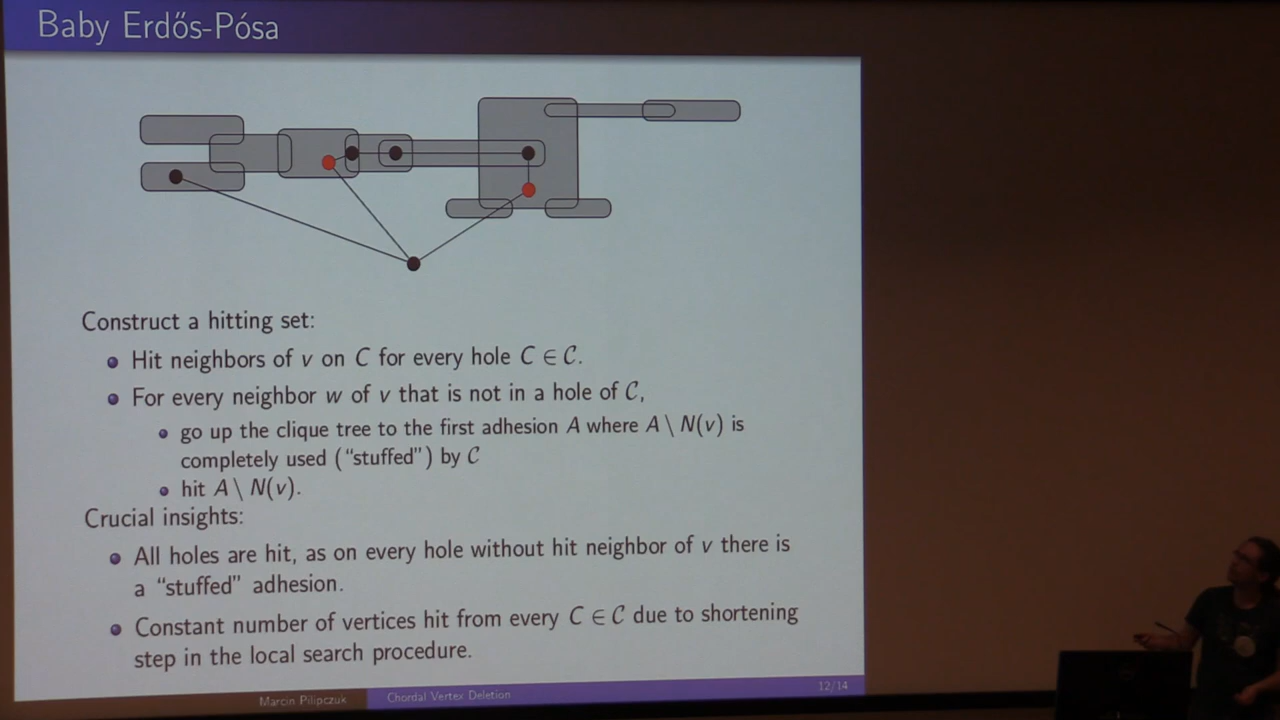 Baby Erdős-Pósa
Construct a hitting set:
Hit neighbors of v on C for every hole C ∈ 𝒞.
For every neighbor w of v that is not in a hole of 𝒞,
go up the clique tree to the first adhesion A where A \ N(v) is
completely used (“stuffed”) by 𝒞
hit A \ N(v).
Crucial insights:
All holes are hit, as on every hole without hit neighbor of v there is
a “stuffed” adhesion.
Constant number of vertices hit from every C ∈ 𝒞 due to shortening
step in the local search procedure.
Marcin Pilipczuk
Chordal Vertex Deletion
12/14